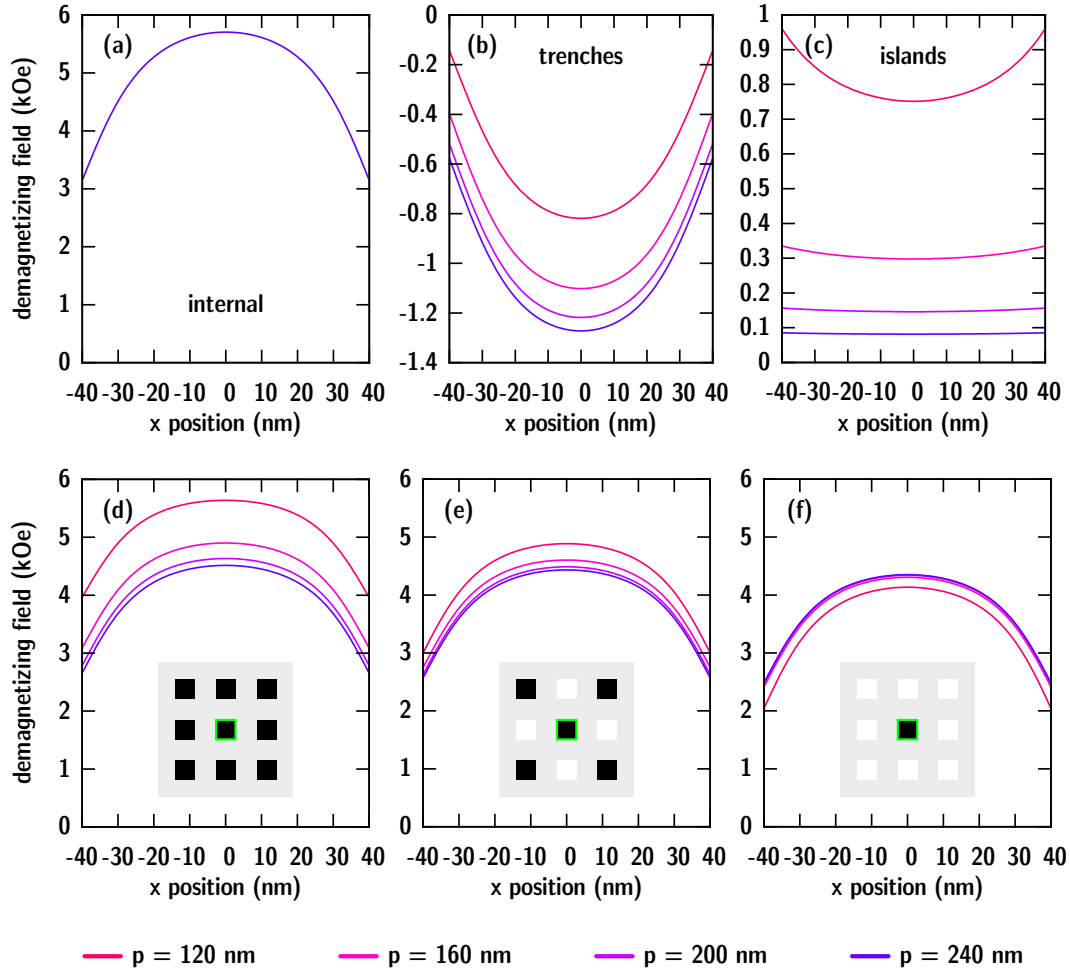 (a) (b) (c)
internal trenches islands
demagnetizing field (kOe)
6
5
4
3
2
1
0
-40 -30 -20 -10 0 10 20 30 40
x position (nm)
0
-0.2
-0.4
-0.6
-0.8
-1
-1.2
-1.4
-40 -30 -20 -10 0 10 20 30 40
x position (nm)
1
0.9
0.8
0.7
0.6
0.5
0.4
0.3
0.2
0.1
0
-40 -30 -20 -10 0 10 20 30 40
x position (nm)
(d) (e) (f)
demagnetizing field (kOe)
6
5
4
3
2
1
0
-40 -30 -20 -10 0 10 20 30 40
x position (nm)
6
5
4
3
2
1
0
-40 -30 -20 -10 0 10 20 30 40
x position (nm)
6
5
4
3
2
1
0
-40 -30 -20 -10 0 10 20 30 40
x position (nm)
p = 120 nm p = 160 nm p = 200 nm p = 240 nm